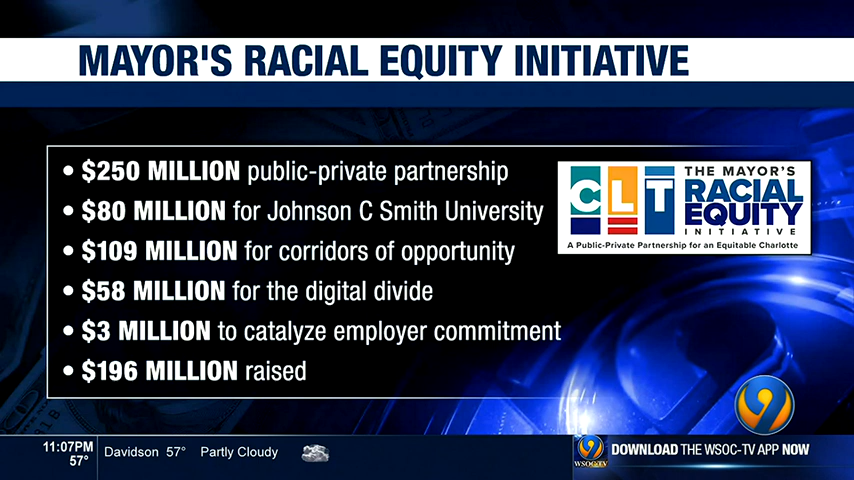 MAYOR'S RACIAL EQUITY INITIATIVE
• $250 MILLION public-private partnership
• $80 MILLION for Johnson C Smith University
• $109 MILLION for corridors of opportunity
• $58 MILLION for the digital divide
• $3 MILLION to catalyze employer commitment
• $196 MILLION raised
CLT
THE MAYOR'S
RACIAL
EQUITY
INITIATIVE
A Public-Private Partnership for an Equitable Charlotte
9
11:07PM
57°
Davidson 57° Partly Cloudy
9
WSOC-TV
DOWNLOAD THE WSOC-TV APP NOW